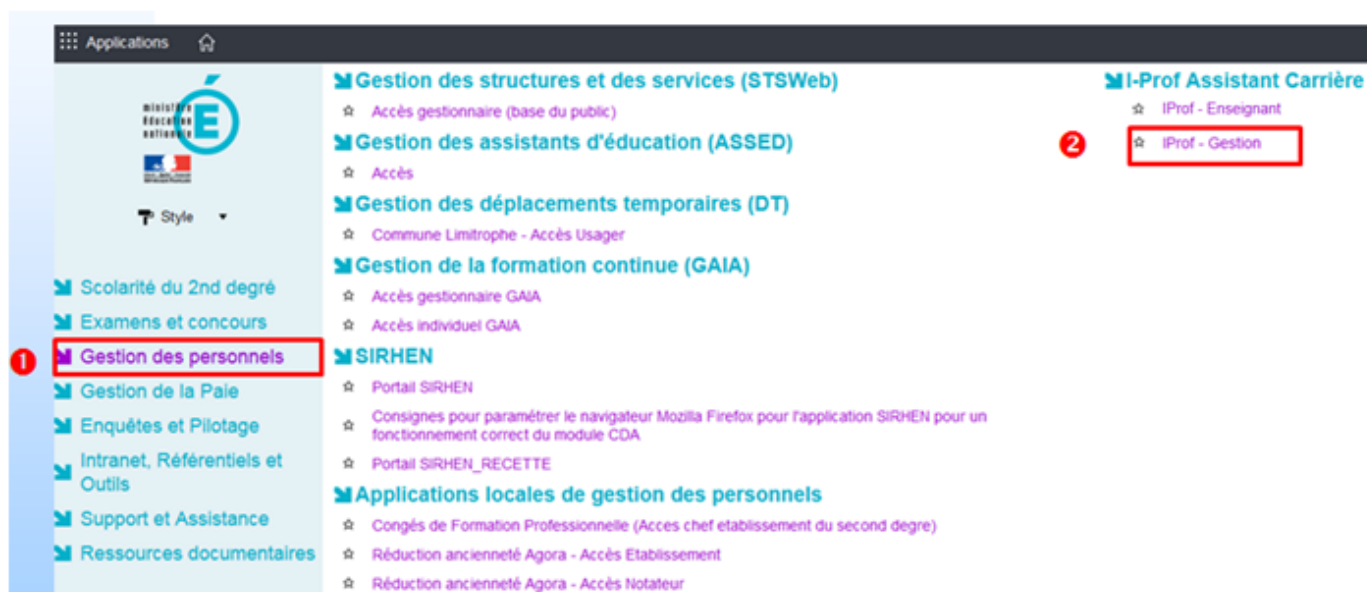 Applications
ministère
éducation
nationale
É
Style
Scolarité du 2nd degré
Examens et concours
1
Gestion des personnels
Gestion de la Paie
Enquêtes et Pilotage
Intranet, Référentiels et
Outils
Support et Assistance
Ressources documentaires
Gestion des structures et des services (STSWeb)
Accès gestionnaire (base du public)
Gestion des assistants d'éducation (ASSED)
Accès
Gestion des déplacements temporaires (DT)
Commune Limitrophe - Accès Usager
Gestion de la formation continue (GAIA)
Accès gestionnaire GAIA
Accès individuel GAIA
SIRHEN
Portail SIRHEN
Consignes pour paramétrer le navigateur Mozilla Firefox pour l'application SIRHEN pour un
fonctionnement correct du module CDA
Portail SIRHEN_RECETTE
Applications locales de gestion des personnels
Congés de Formation Professionnelle (Acces chef etablissement du second degre)
Réduction ancienneté Agora - Accès Etablissement
Réduction ancienneté Agora - Accès Notateur
I-Prof Assistant Carrière
IProf - Enseignant
2
IProf - Gestion